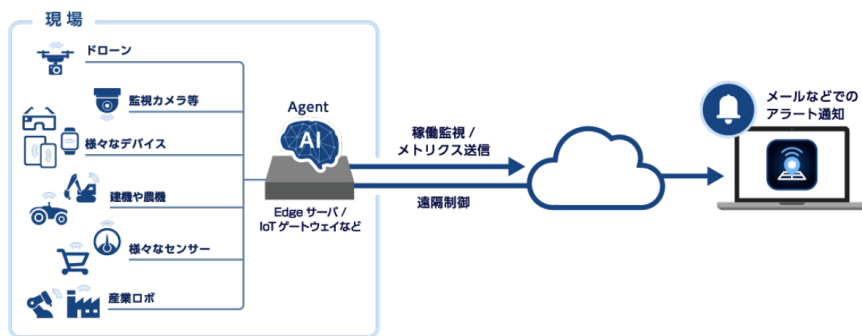 現場
ドローン
監視カメラ等
様々なデバイス
建機や農機
様々なセンサー
産業ロボ
Agent
AI
Edge サーバ /
IoT ゲートウェイなど
稼働監視 /
メトリクス送信
遠隔制御
メールなどでの
アラート通知